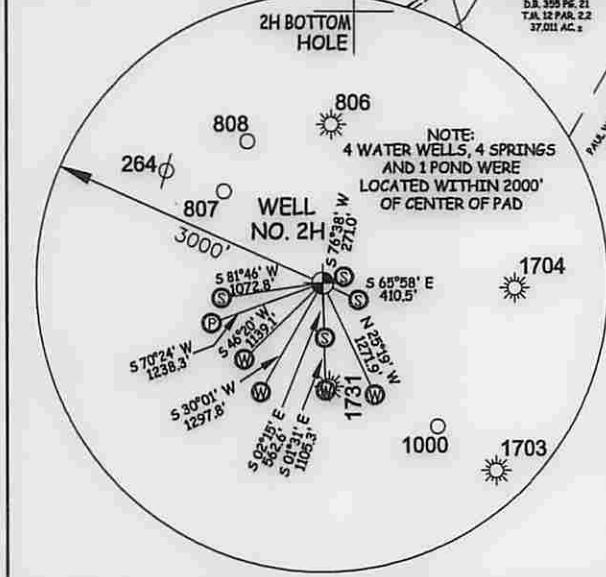 D.B. 355 PG. 21
T.M. 12 PAR. 2.2
37.011 AC.±
2H BOTTOM
HOLE
806
808
NOTE:
4 WATER WELLS, 4 SPRINGS
AND 1 POND WERE
LOCATED WITHIN 2000'
OF CENTER OF PAD
264
807
WELL
NO. 2H
3000'
S 76°38' W
271.0'
S 81°46' W
1072.8'
S
S
S
S 65°58' E
410.5'
1704
P
S 70°24' W
1238.3'
S 46°20' W
1139.1'
S
N 25°19' W
1271.9'
W
S 30°01' W
1297.8'
W
W
W
1731
S 02°15' E
562.6'
S 01°31' E
1105.3'
1000
1703